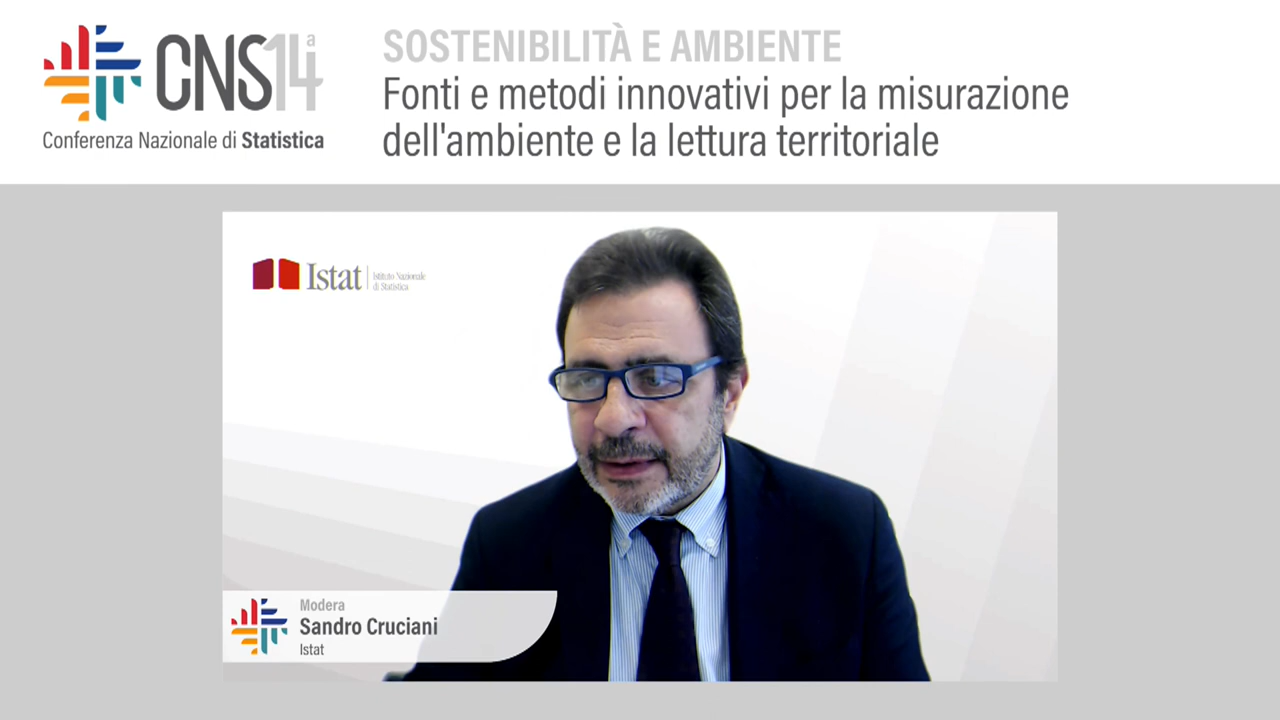 CNS14ª
Conferenza Nazionale di Statistica
SOSTENIBILITÀ E AMBIENTE
Fonti e metodi innovativi per la misurazione
dell'ambiente e la lettura territoriale
Istat
Istituto Nazionale
di Statistica
Modera
Sandro Cruciani
Istat